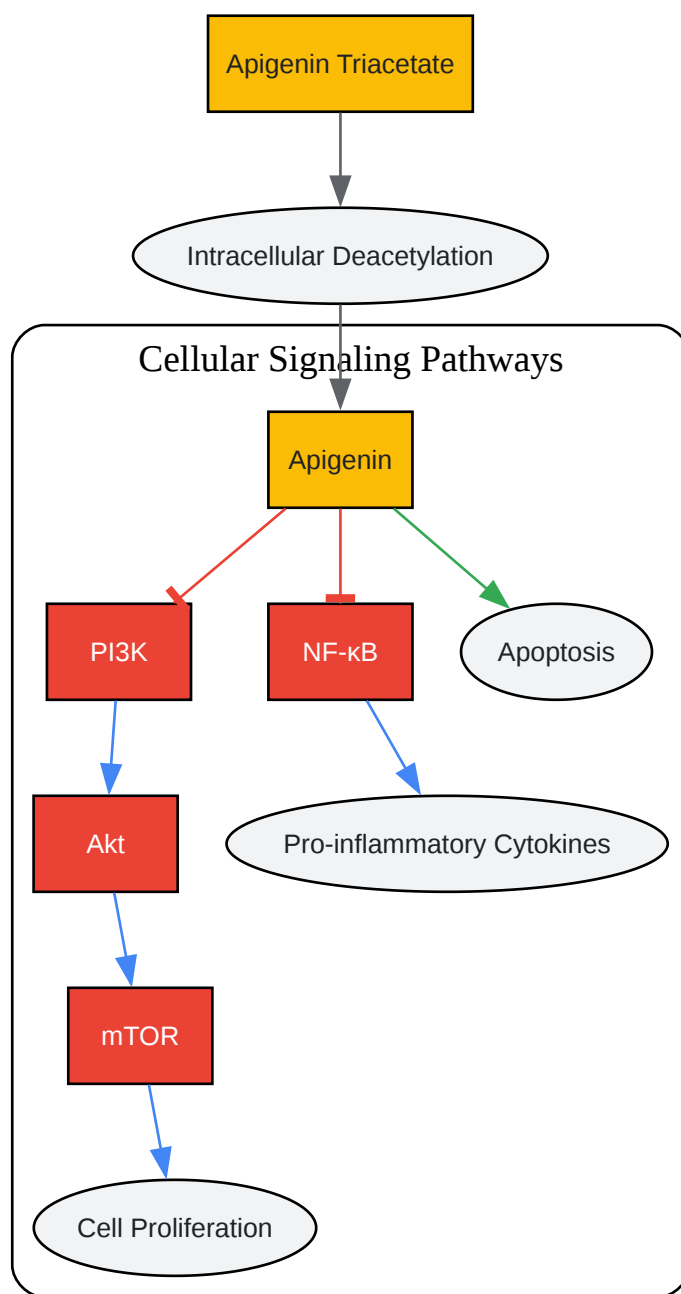 Apigenin Triacetate
Intracellular Deacetylation
Cellular Signaling Pathways
Apigenin
PI3K
NF-κB
Apoptosis
Akt
Pro-inflammatory Cytokines
mTOR
Cell Proliferation